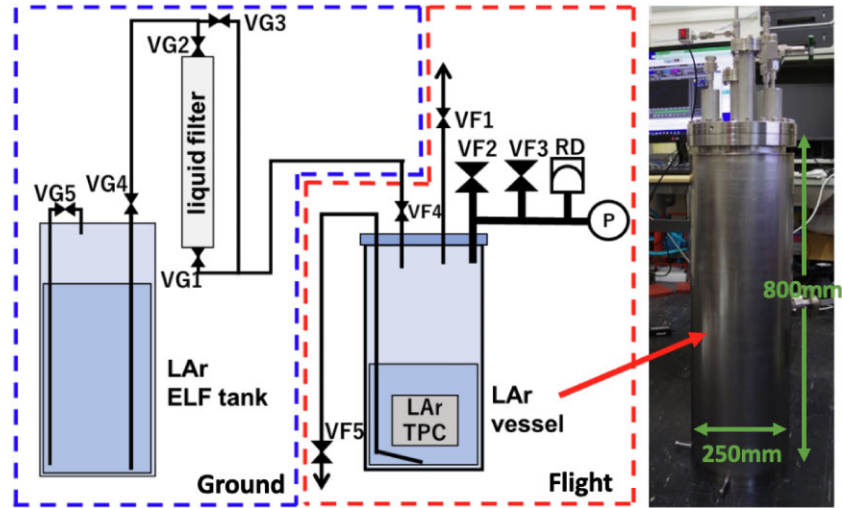 VG3
VG2
VF1
VF2
VF3
RD
liquid filter
VG5
VG4
VF4
P
VG1
800mm
LAr
ELF tank
LAr
TPC
LAr
vessel
VF5
250mm
Ground
Flight